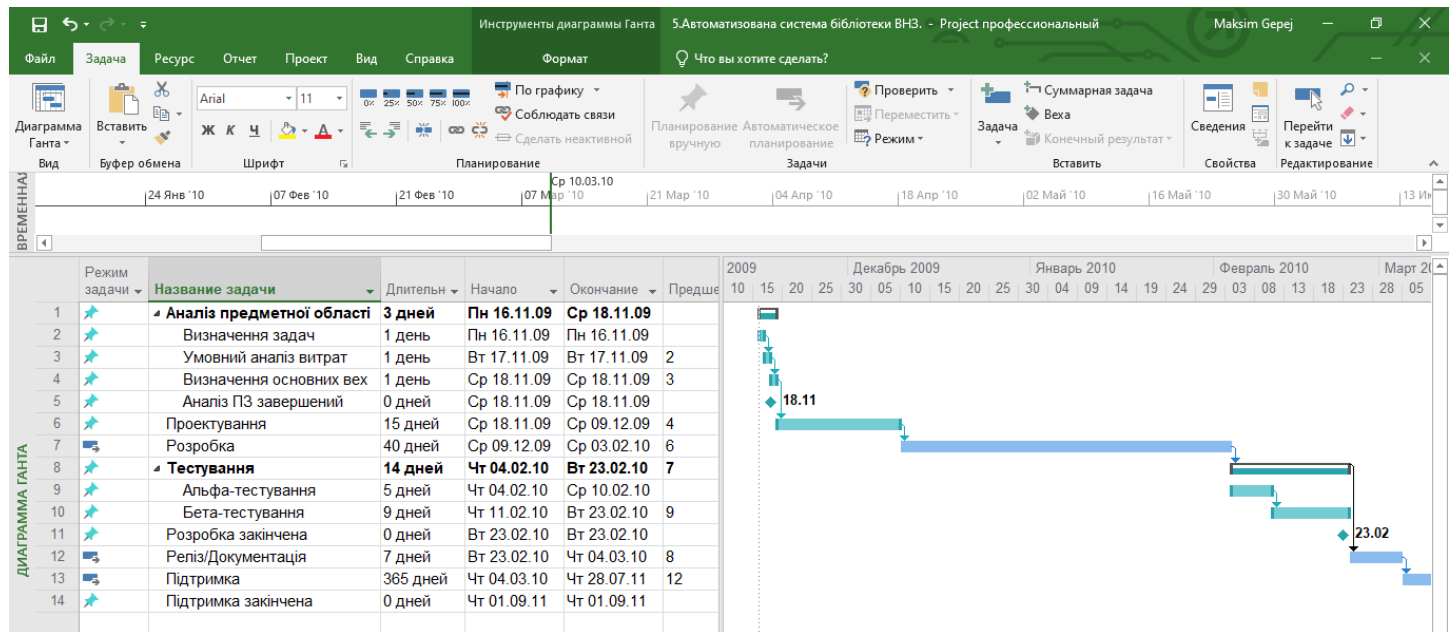 Инструменты диаграммы Ганта 5.Автоматизована система бібліотеки ВНЗ. - Project профессиональный Maksim Gepej
Файл Задача Ресурс Отчет Проект Вид Справка Формат Что вы хотите сделать?
Диаграмма Ганта
Вид
Вставить
Буфер обмена
Arial 11
Ж К Ч А
Шрифт
0% 25% 50% 75% 100%
По графику
Соблюдать связи
Сделать неактивной
Планирование
Планирование вручную
Автоматическое планирование
Проверить
Переместить
Режим
Задачи
Задача
Суммарная задача
Веха
Конечный результат
Вставить
Сведения
Свойства
Перейти к задаче
Редактирование
ВРЕМЕННА
Ср 10.03.10
24 Янв '10 07 Фев '10 21 Фев '10 07 Мар '10 21 Мар '10 04 Апр '10 18 Апр '10 02 Май '10 16 Май '10 30 Май '10 13 Ию
Режим задачи Название задачи Длительн Начало Окончание Предше
2009 Декабрь 2009 Январь 2010 Февраль 2010 Март 20
10 15 20 25 30 05 10 15 20 25 30 04 09 14 19 24 29 03 08 13 18 23 28 05
1 Аналіз предметної області 3 дней Пн 16.11.09 Ср 18.11.09
2 Визначення задач 1 день Пн 16.11.09 Пн 16.11.09
3 Умовний аналіз витрат 1 день Вт 17.11.09 Вт 17.11.09 2
4 Визначення основних вех 1 день Ср 18.11.09 Ср 18.11.09 3
5 Аналіз ПЗ завершений 0 дней Ср 18.11.09 Ср 18.11.09 18.11
6 Проектування 15 дней Ср 18.11.09 Ср 09.12.09 4
7 Розробка 40 дней Ср 09.12.09 Ср 03.02.10 6
8 Тестування 14 дней Чт 04.02.10 Вт 23.02.10 7
9 Альфа-тестування 5 дней Чт 04.02.10 Ср 10.02.10
10 Бета-тестування 9 дней Чт 11.02.10 Вт 23.02.10 9
11 Розробка закінчена 0 дней Вт 23.02.10 Вт 23.02.10 23.02
12 Реліз/Документація 7 дней Вт 23.02.10 Чт 04.03.10 8
13 Підтримка 365 дней Чт 04.03.10 Чт 28.07.11 12
14 Підтримка закінчена 0 дней Чт 01.09.11 Чт 01.09.11
ДИАГРАММА ГАНТА